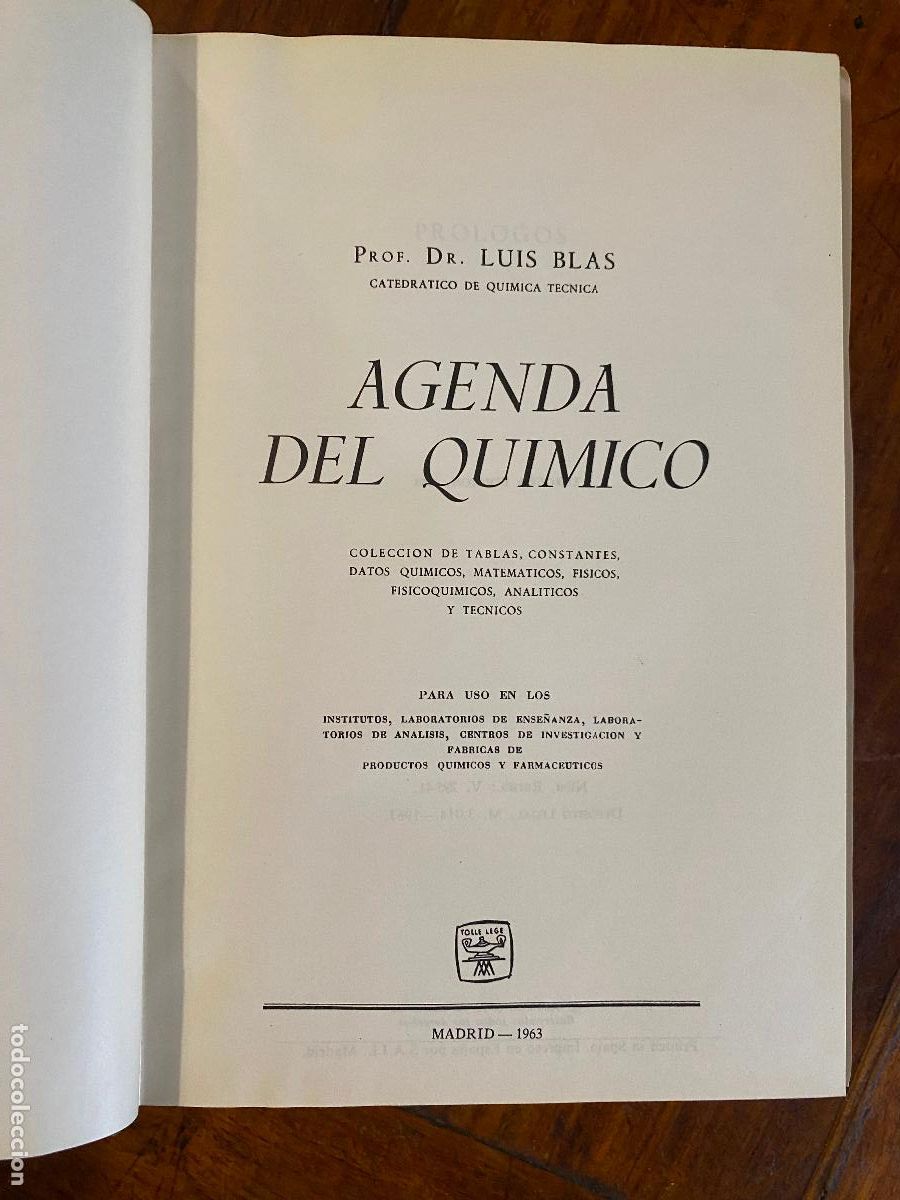 PROLOGOS
PROF. DR. LUIS BLAS
CATEDRATICO DE QUIMICA TECNICA
AGENDA
DEL QUIMICO
COLECCION DE TABLAS, CONSTANTES,
DATOS QUIMICOS, MATEMATICOS, FISICOS,
FISICOQUIMICOS, ANALITICOS
Y TECNICOS
PARA USO EN LOS
INSTITUTOS, LABORATORIOS DE ENSEÑANZA, LABORA-
TORIOS DE ANALISIS, CENTROS DE INVESTIGACION Y
FABRICAS DE
PRODUCTOS QUIMICOS Y FARMACEUTICOS
TOLLE LEGE
MADRID — 1963
todocoleccion